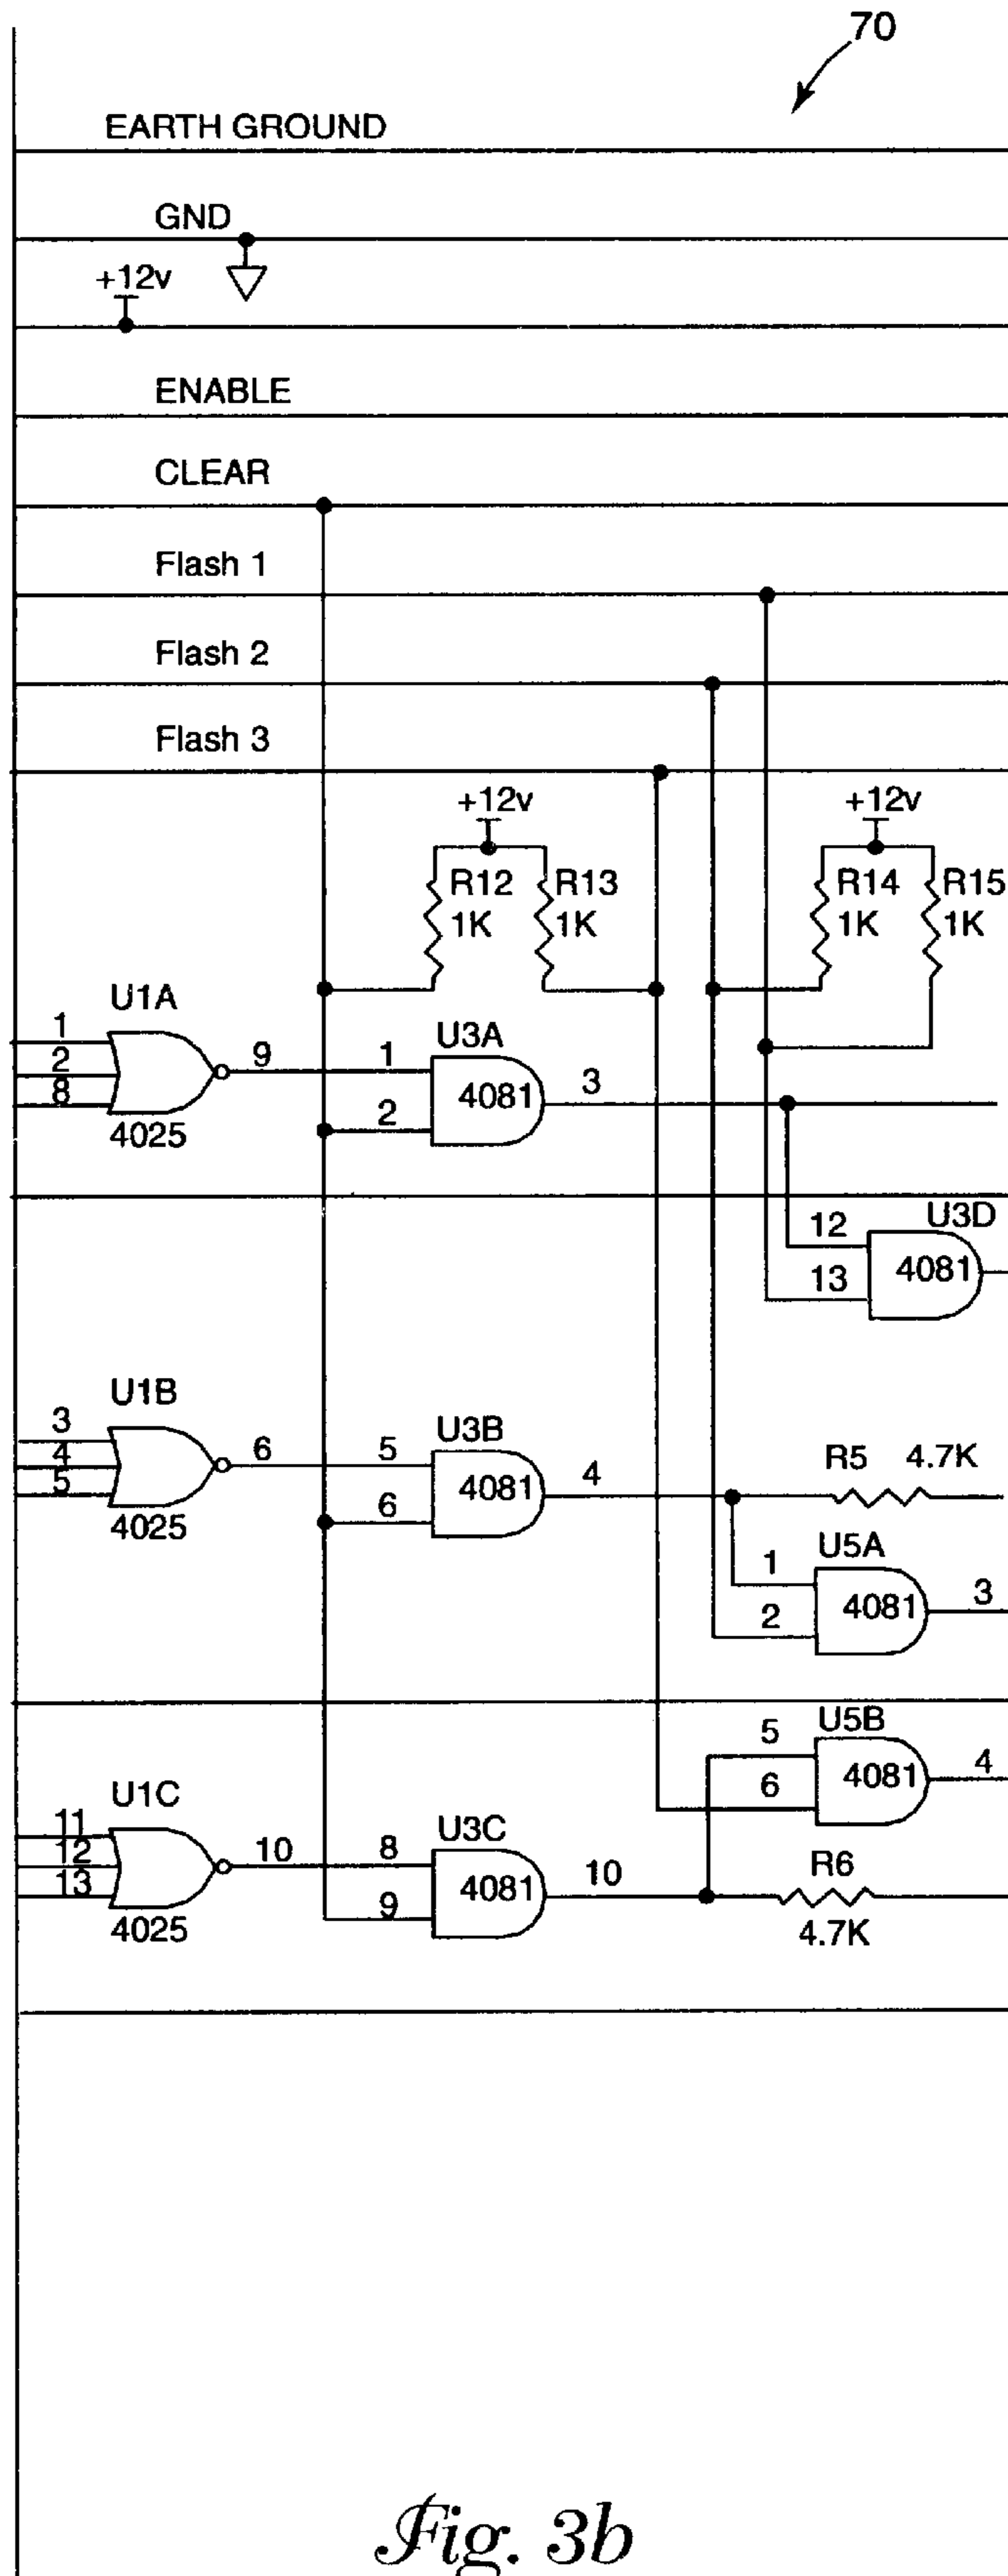 70
EARTH GROUND
GND
+12v
ENABLE
CLEAR
Flash 1
Flash 2
Flash 3
+12v +12v
R12 R13 R14 R15
1K 1K 1K 1K
U1A
1 9 1 U3A 3
2 4081
8 2
4025
U3D
12
4081
13
U1B
3 6 5 U3B 4 R5 4.7K
4 4081
5 6
4025
U5A
1
4081 3
2
U5B
5
4081 4
6
U1C
11 10 8 U3C 10 R6
12 4081
13 9
4025 4.7K
Fig. 3b